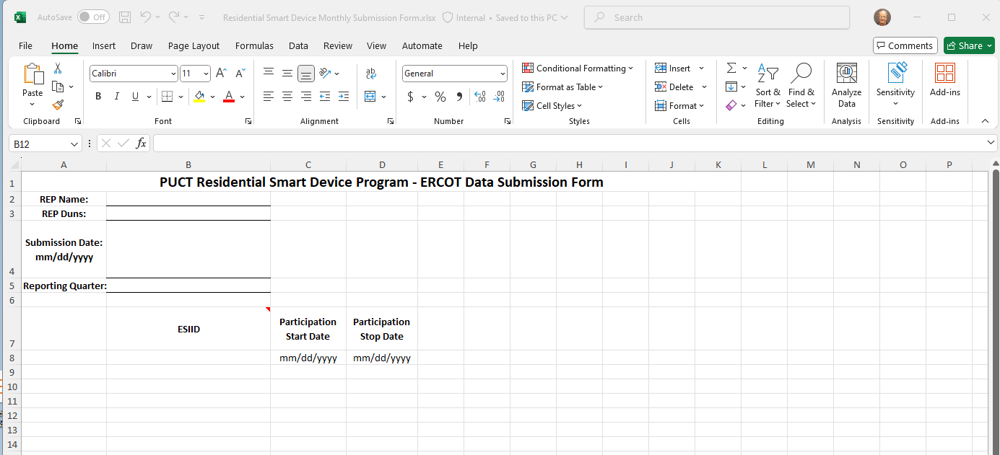 AutoSave Off Residential Smart Device Monthly Submission Form.xlsx Internal • Saved to this PC Search
File Home Insert Draw Page Layout Formulas Data Review View Automate Help Comments Share
Calibri 11 ab General Conditional Formatting Insert
Paste B I U A $ % Format as Table Delete Sort & Filter Find & Select Analyze Data Sensitivity Add-ins
Cell Styles Format
Clipboard Font Alignment Number Styles Cells Editing Analysis Sensitivity Add-ins
B12 fx
A B C D E F G H I J K L M N O P
1 PUCT Residential Smart Device Program - ERCOT Data Submission Form
2 REP Name:
3 REP Duns:
Submission Date:
mm/dd/yyyy
4
5 Reporting Quarter:
6
ESIID Participation Start Date Participation Stop Date
7
8 mm/dd/yyyy mm/dd/yyyy
9
10
11
12
13
14